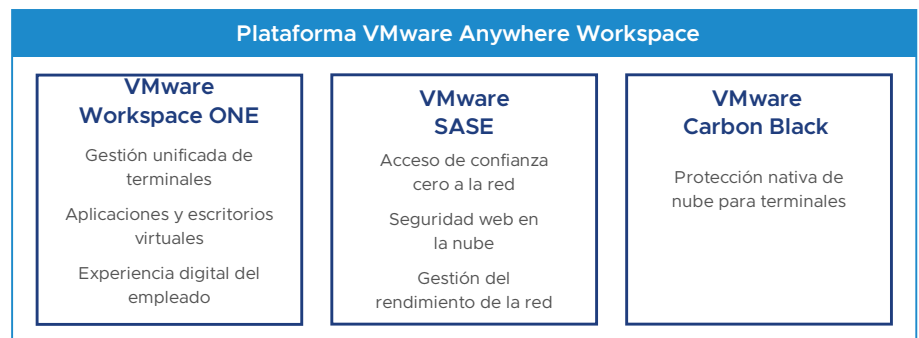 Plataforma VMware Anywhere Workspace
VMware
Workspace ONE
Gestión unificada de
terminales
Aplicaciones y escritorios
virtuales
Experiencia digital del
empleado
VMware
SASE
Acceso de confianza
cero a la red
Seguridad web en
la nube
Gestión del
rendimiento de la red
VMware
Carbon Black
Protección nativa de
nube para terminales